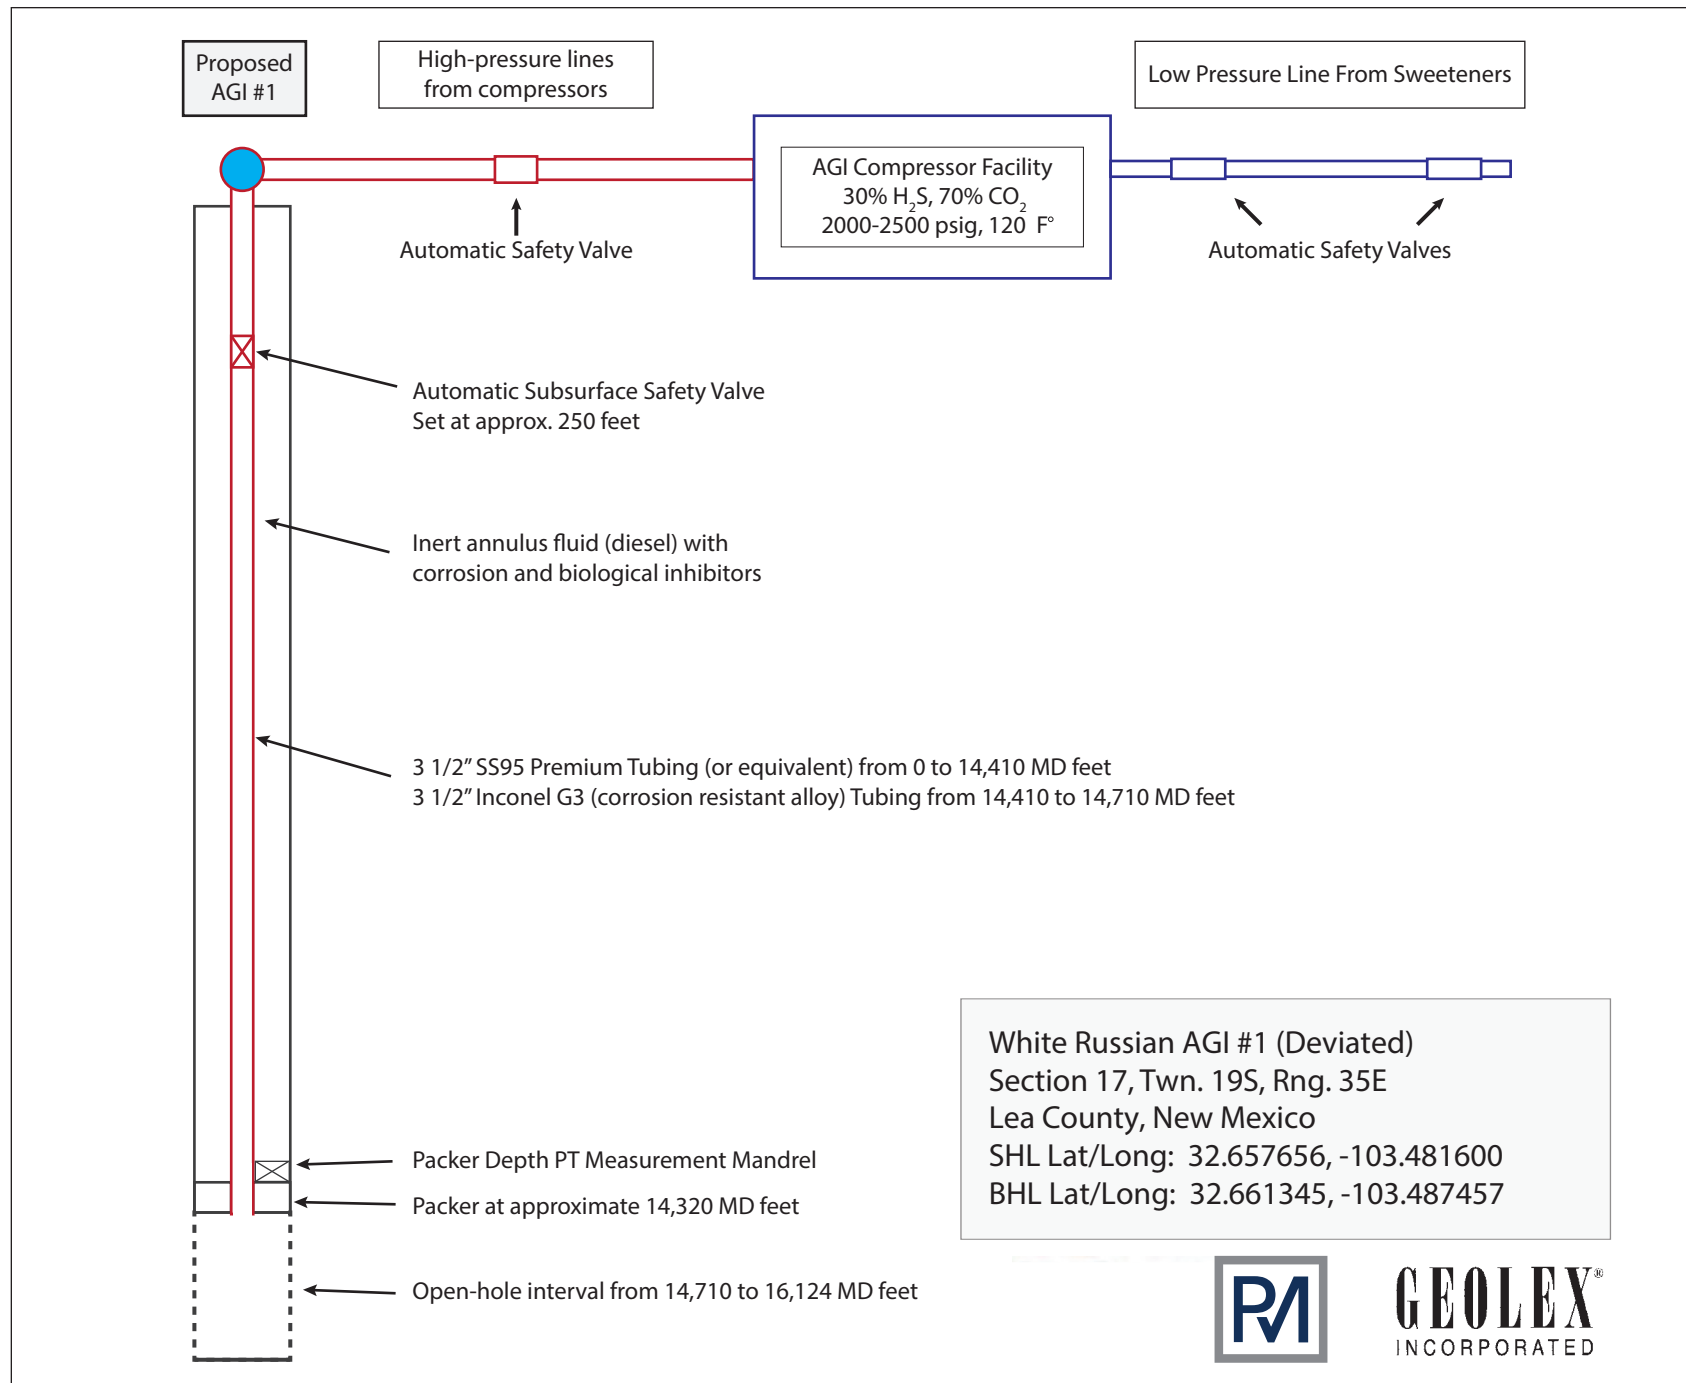 Proposed
AGI #1
High-pressure lines
from compressors
Low Pressure Line From Sweeteners
AGI Compressor Facility
30% H₂S, 70% CO₂
2000-2500 psig, 120 F°
Automatic Safety Valve
Automatic Safety Valves
Automatic Subsurface Safety Valve
Set at approx. 250 feet
Inert annulus fluid (diesel) with
corrosion and biological inhibitors
3 1/2” SS95 Premium Tubing (or equivalent) from 0 to 14,410 MD feet
3 1/2” Inconel G3 (corrosion resistant alloy) Tubing from 14,410 to 14,710 MD feet
Packer Depth PT Measurement Mandrel
Packer at approximate 14,320 MD feet
Open-hole interval from 14,710 to 16,124 MD feet
White Russian AGI #1 (Deviated)
Section 17, Twn. 19S, Rng. 35E
Lea County, New Mexico
SHL Lat/Long: 32.657656, -103.481600
BHL Lat/Long: 32.661345, -103.487457
PM
GEOLEX®
INCORPORATED